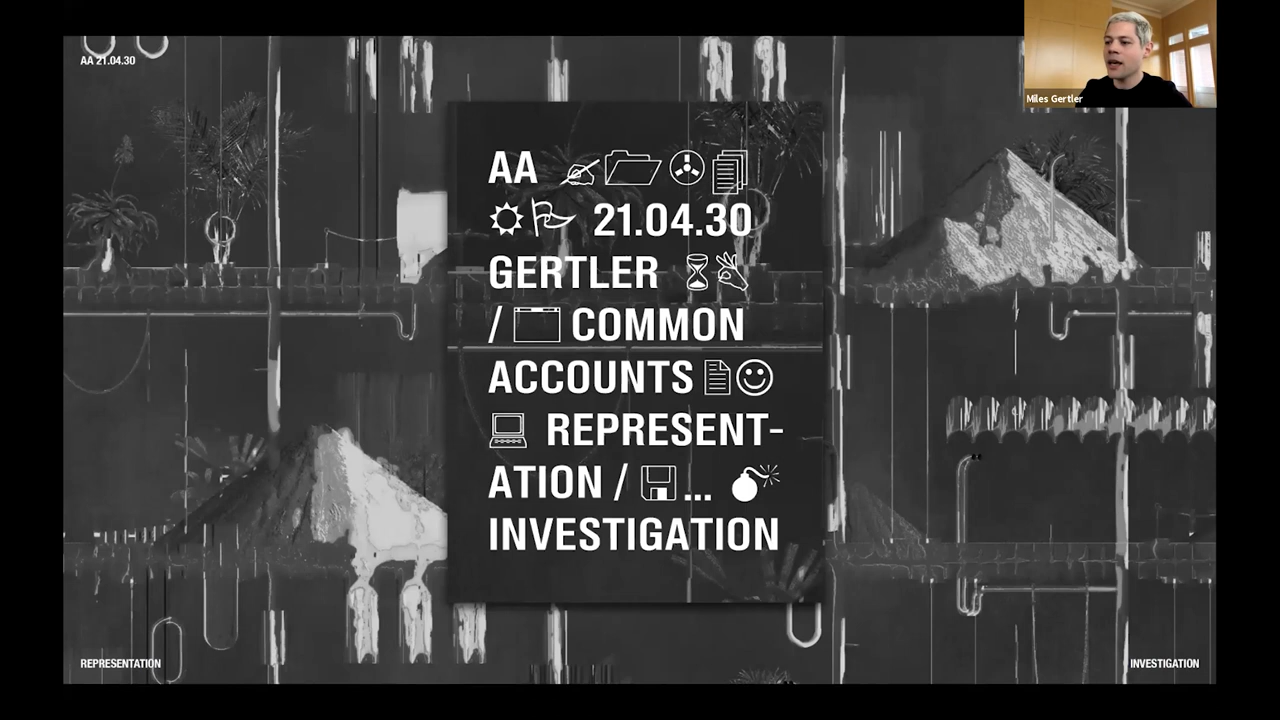 AA 21.04.30
Miles Gertler
AA
21.04.30
GERTLER
/ COMMON
ACCOUNTS
REPRESENT-
ATION / ...
INVESTIGATION
REPRESENTATION
INVESTIGATION